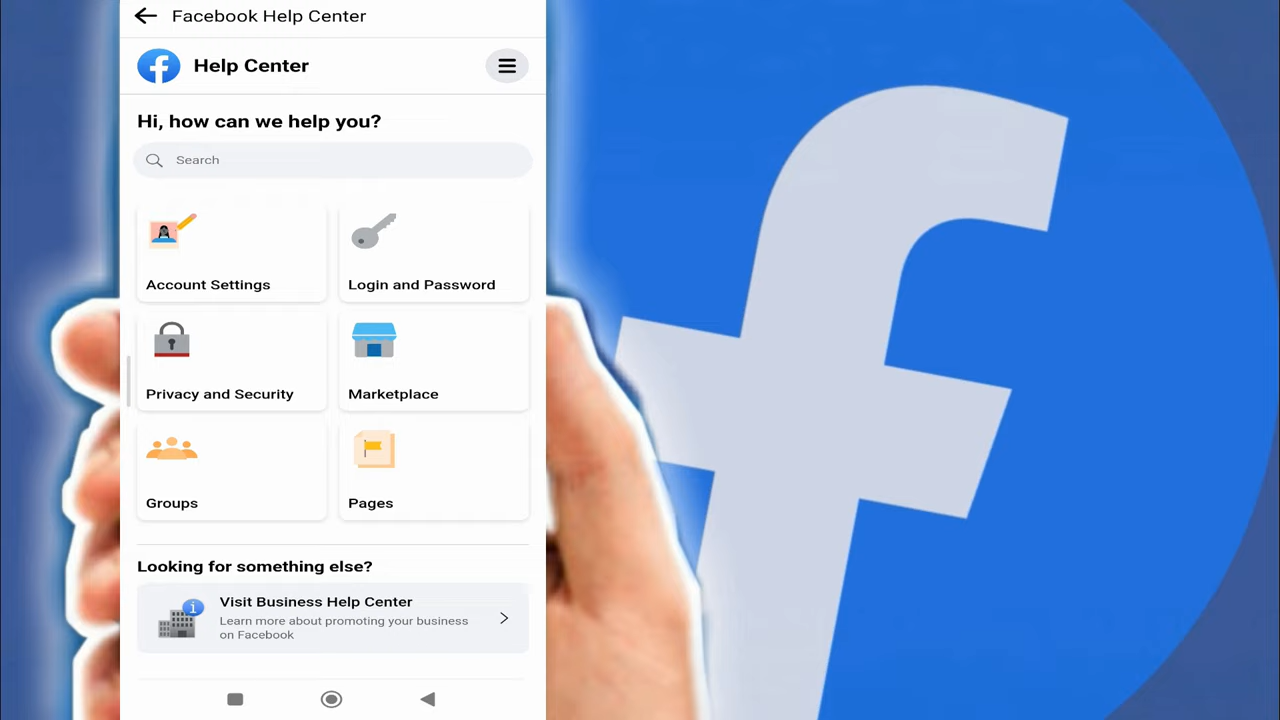 Facebook Help Center
Help Center
Hi, how can we help you?
Search
Account Settings
Login and Password
Privacy and Security
Marketplace
Groups
Pages
Looking for something else?
Visit Business Help Center
Learn more about promoting your business
on Facebook